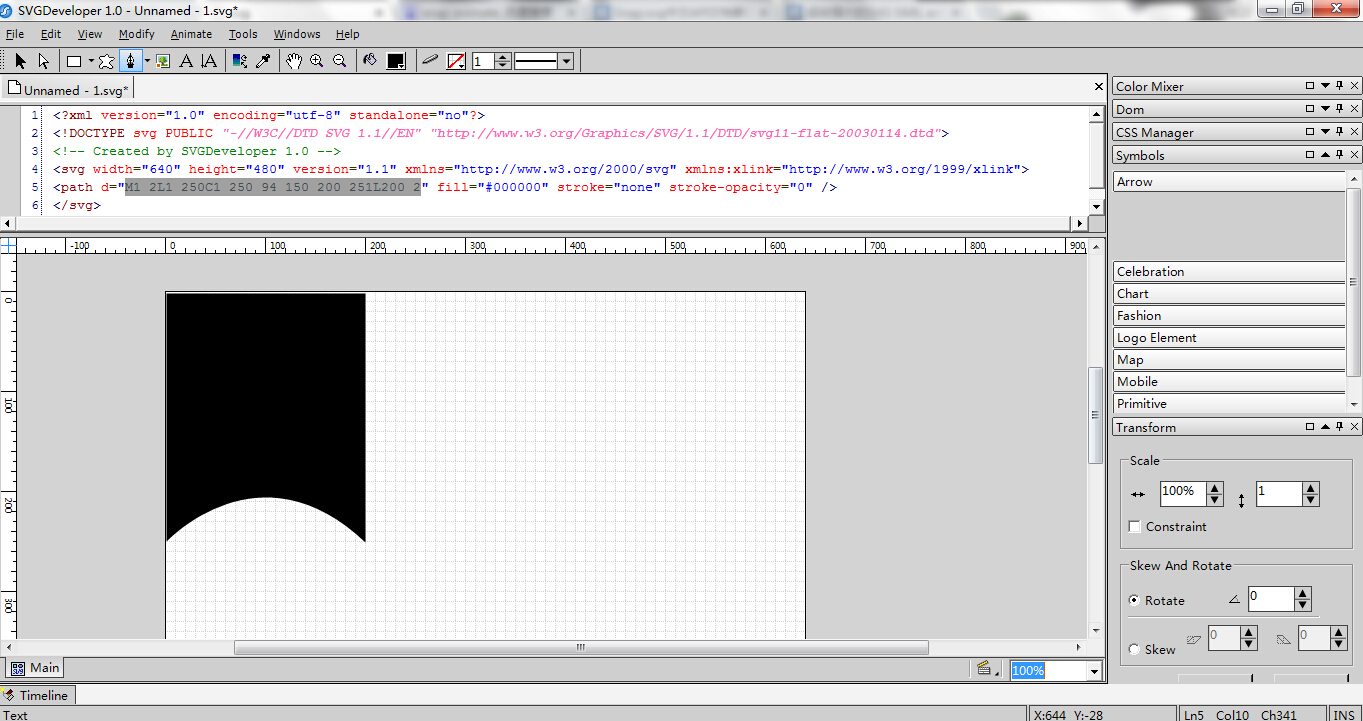 SVGDeveloper 1.0 - Unnamed - 1.svg*
File Edit View Modify Animate Tools Windows Help
A A 1
Unnamed - 1.svg*
1 <?xml version="1.0" encoding="utf-8" standalone="no"?>
2 <!DOCTYPE svg PUBLIC "-//W3C//DTD SVG 1.1//EN" "http://www.w3.org/Graphics/SVG/1.1/DTD/svg11-flat-20030114.dtd">
3 <!-- Created by SVGDeveloper 1.0 -->
4 <svg width="640" height="480" version="1.1" xmlns="http://www.w3.org/2000/svg" xmlns:xlink="http://www.w3.org/1999/xlink">
5 <path d="M1 2L1 250C1 250 94 150 200 251L200 2" fill="#000000" stroke="none" stroke-opacity="0" />
6 </svg>
-100 0 100 200 300 400 500 600 700 800 900
0
100
200
300
Color Mixer
Dom
CSS Manager
Symbols
Arrow
Celebration
Chart
Fashion
Logo Element
Map
Mobile
Primitive
Transform
Scale
100% 1
Constraint
Skew And Rotate
Rotate 0
Skew 0 0
Main 100%
Timeline
Text X:644 Y:-28 Ln5 Col10 Ch341 INS